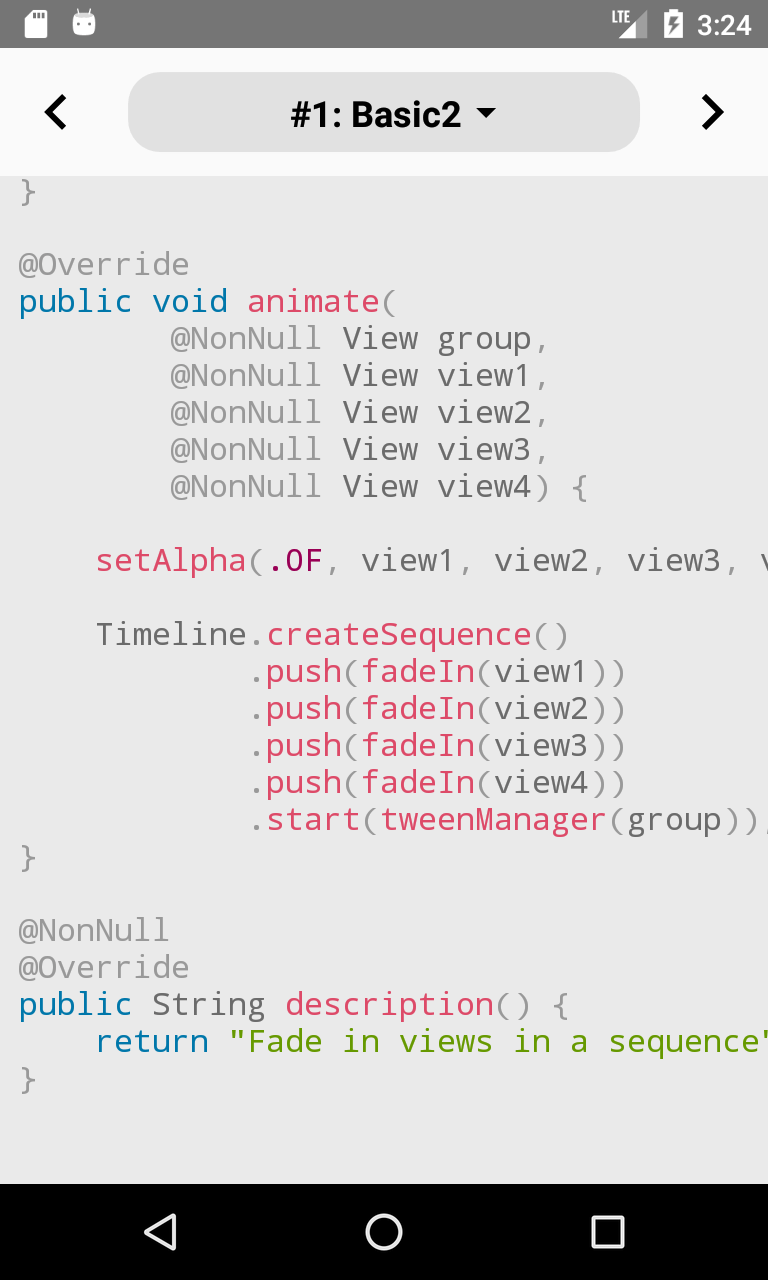 LTE 3:24
#1: Basic2
}
@Override
public void animate(
@NonNull View group,
@NonNull View view1,
@NonNull View view2,
@NonNull View view3,
@NonNull View view4) {
setAlpha(.0F, view1, view2, view3,
Timeline.createSequence()
.push(fadeIn(view1))
.push(fadeIn(view2))
.push(fadeIn(view3))
.push(fadeIn(view4))
.start(tweenManager(group))
}
@NonNull
@Override
public String description() {
return "Fade in views in a sequence"
}